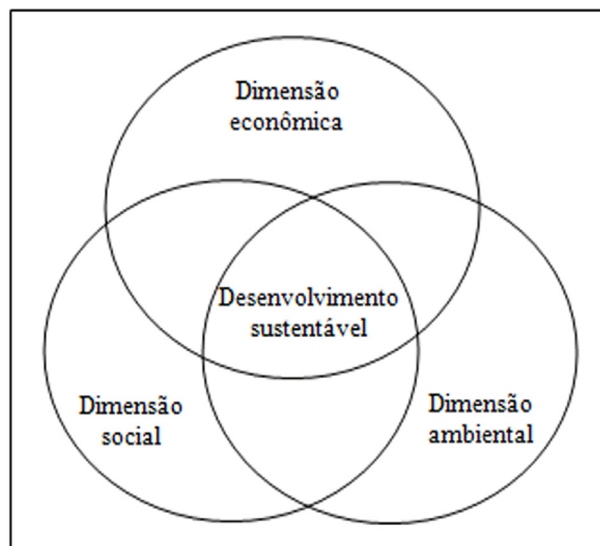 Dimensão
econômica
Desenvolvimento
sustentável
Dimensão
social
Dimensão
ambiental